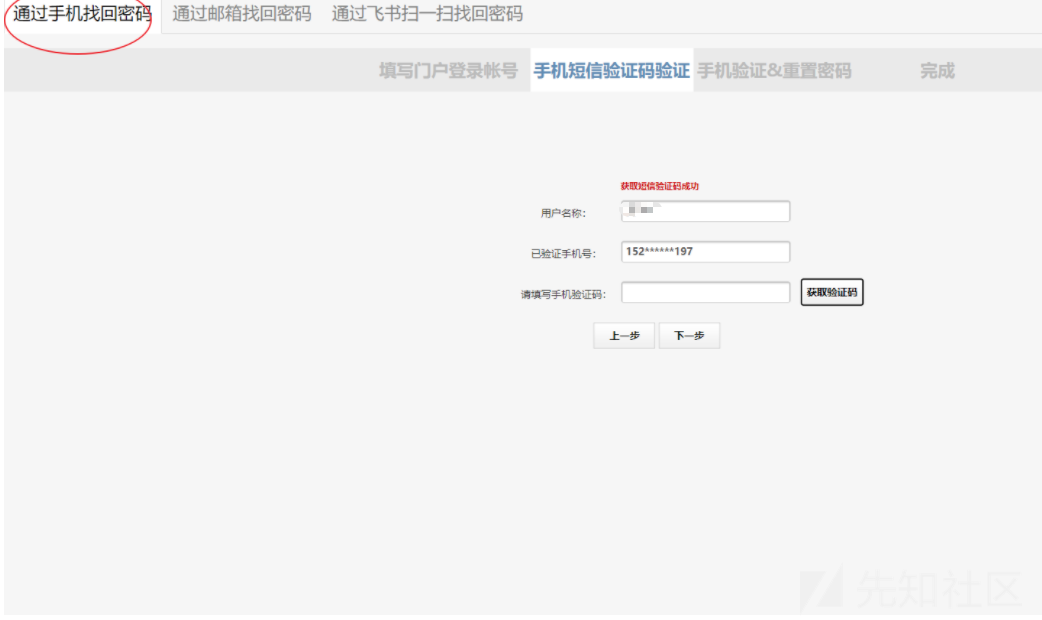 通过手机找回密码 通过邮箱找回密码 通过飞书扫一扫找回密码
填写门户登录帐号 手机短信验证码验证 手机验证&重置密码 完成
获取短信验证码成功
用户名称：
已验证手机号： 152******197
请填写手机验证码： 获取验证码
上一步 下一步
先知社区